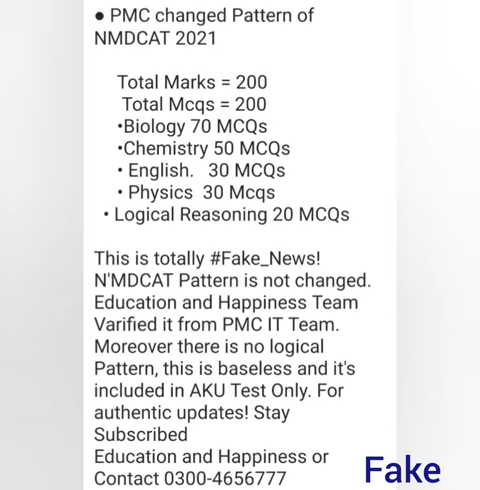 ● PMC changed Pattern of
NMDCAT 2021
Total Marks = 200
Total Mcqs = 200
•Biology 70 MCQs
•Chemistry 50 MCQs
• English. 30 MCQs
• Physics 30 Mcqs
• Logical Reasoning 20 MCQs
This is totally #Fake_News!
N'MDCAT Pattern is not changed.
Education and Happiness Team
Varified it from PMC IT Team.
Moreover there is no logical
Pattern, this is baseless and it's
included in AKU Test Only. For
authentic updates! Stay
Subscribed
Education and Happiness or
Contact 0300-4656777
Fake